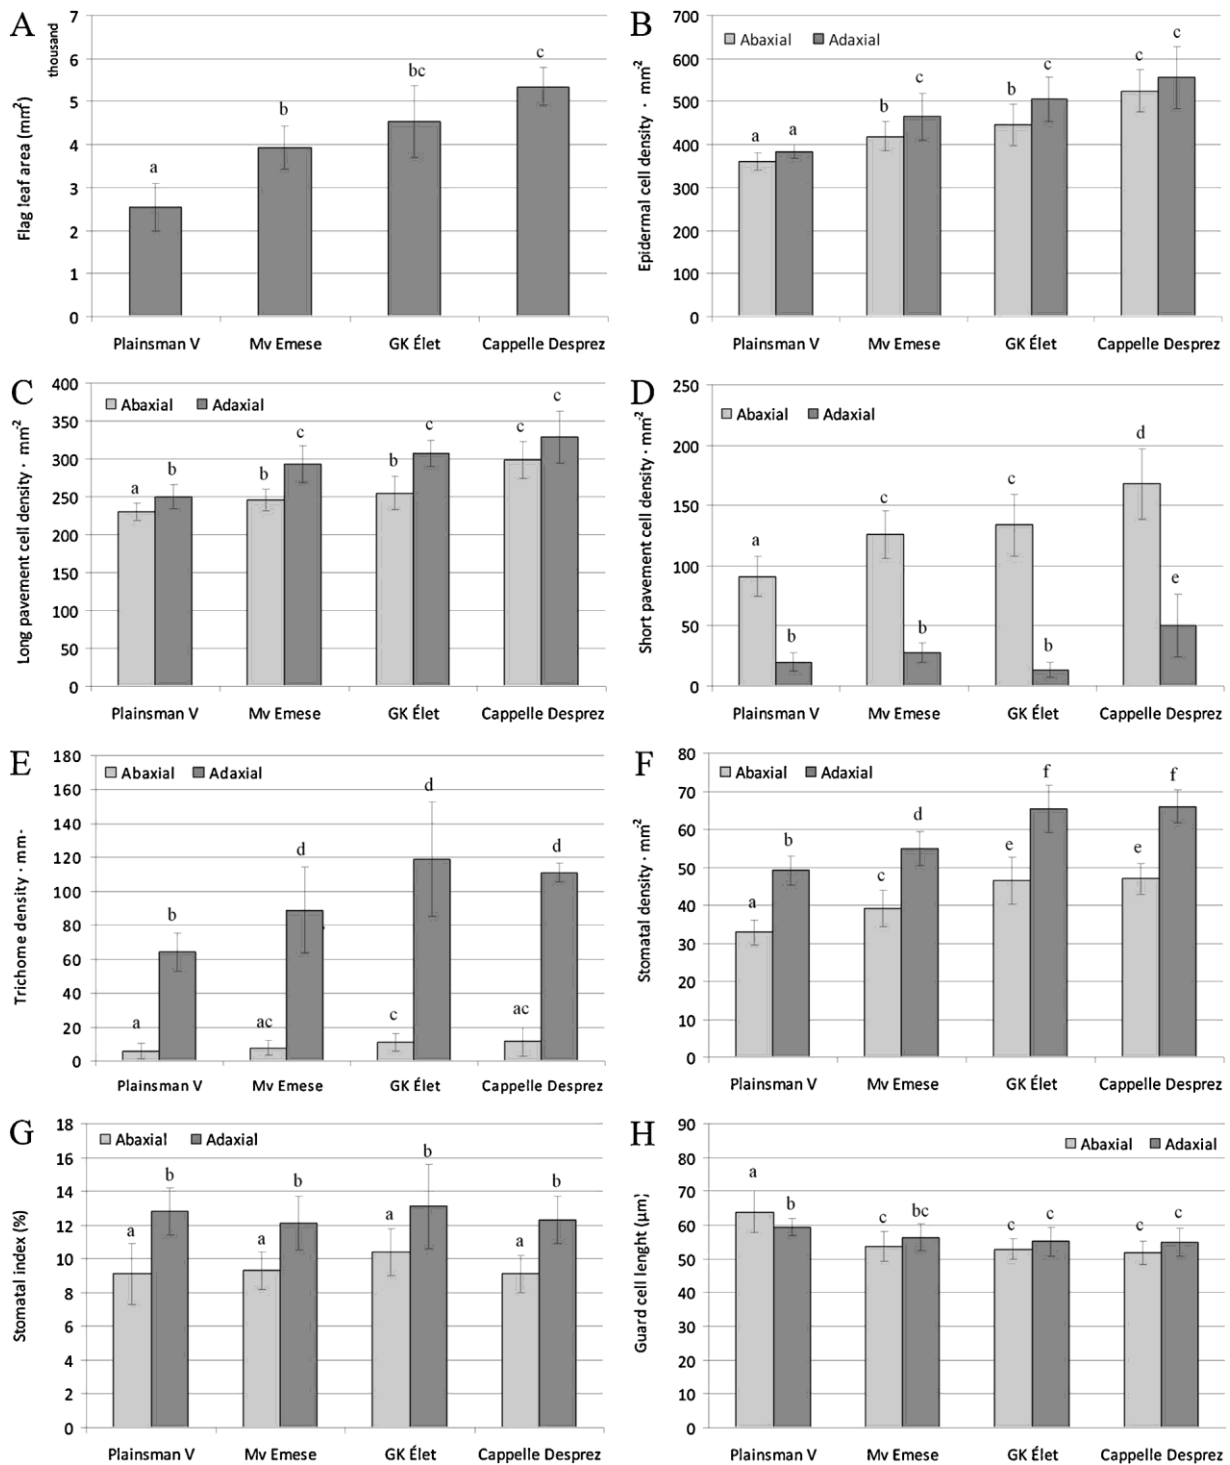 A
thousand
Flag leaf area (mm²)
7
6
5
4
3
2
1
0
a
b
bc
c
Plainsman V Mv Emese GK Élet Cappelle Desprez
B
Epidermal cell density · mm⁻²
700
600
500
400
300
200
100
0
Abaxial Adaxial
a a b c b c c c
Plainsman V Mv Emese GK Élet Cappelle Desprez
C
Long pavement cell density · mm⁻²
400
350
300
250
200
150
100
50
0
Abaxial Adaxial
a b b c b c c c
Plainsman V Mv Emese GK Élet Cappelle Desprez
D
Short pavement cell density · mm⁻²
250
200
150
100
50
0
Abaxial Adaxial
a b c b c b d e
Plainsman V Mv Emese GK Élet Cappelle Desprez
E
Trichome density · mm-
180
160
140
120
100
80
60
40
20
0
Abaxial Adaxial
a b ac d c d ac d
Plainsman V Mv Emese GK Élet Cappelle Desprez
F
Stomatal density · mm⁻²
80
70
60
50
40
30
20
10
0
Abaxial Adaxial
a b c d e f e f
Plainsman V Mv Emese GK Élet Cappelle Desprez
G
Stomatal index (%)
18
16
14
12
10
8
6
4
2
0
Abaxial Adaxial
a b a b a b a b
Plainsman V Mv Emese GK Élet Cappelle Desprez
H
Guard cell lenght (µm)
90
80
70
60
50
40
30
20
10
0
Abaxial Adaxial
a b c bc c c c c
Plainsman V Mv Emese GK Élet Cappelle Desprez